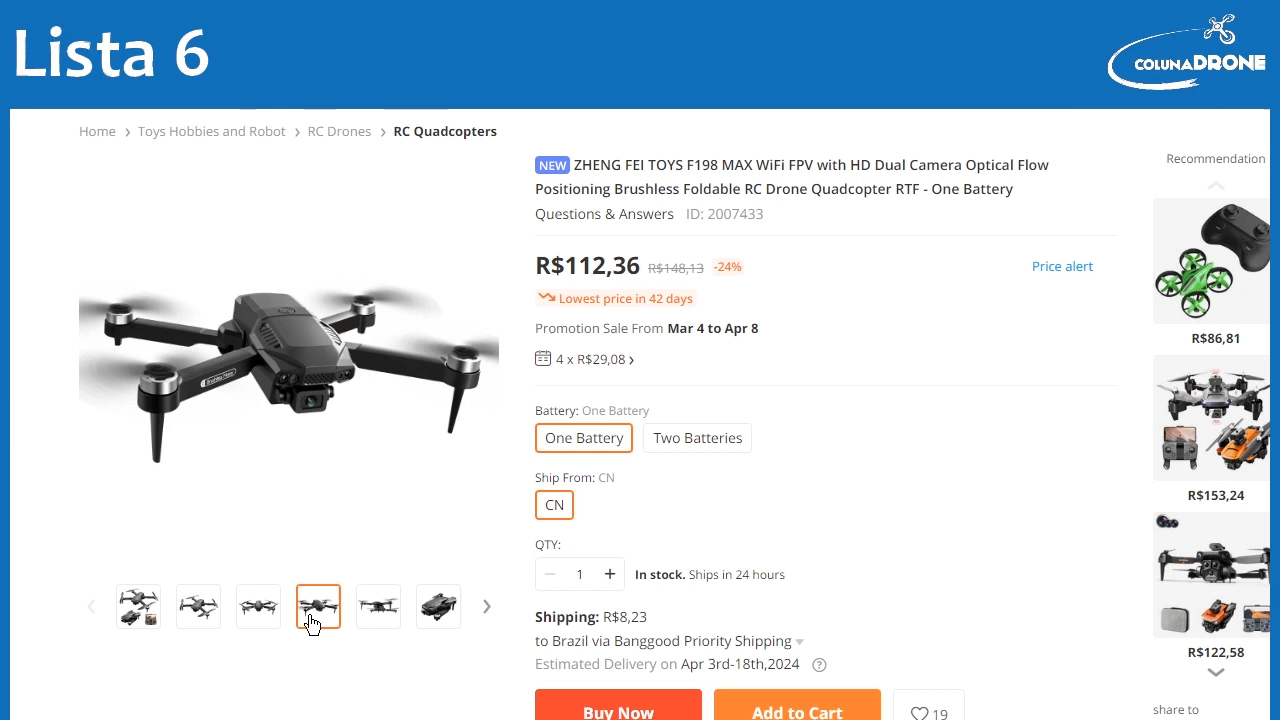 Lista 6
COLUNADRONE
Home › Toys Hobbies and Robot › RC Drones › RC Quadcopters
NEW ZHENG FEI TOYS F198 MAX WiFi FPV with HD Dual Camera Optical Flow
Positioning Brushless Foldable RC Drone Quadcopter RTF - One Battery
Questions & Answers ID: 2007433
R$112,36 R$148,13 -24%
Price alert
Lowest price in 42 days
Promotion Sale From Mar 4 to Apr 8
4 x R$29,08 ›
Battery: One Battery
One Battery Two Batteries
Ship From: CN
CN
QTY:
− 1 + In stock. Ships in 24 hours
Shipping: R$8,23
to Brazil via Banggood Priority Shipping
Estimated Delivery on Apr 3rd-18th,2024 ?
Buy Now Add to Cart 19
Recommendation
R$86,81
R$153,24
R$122,58
share to